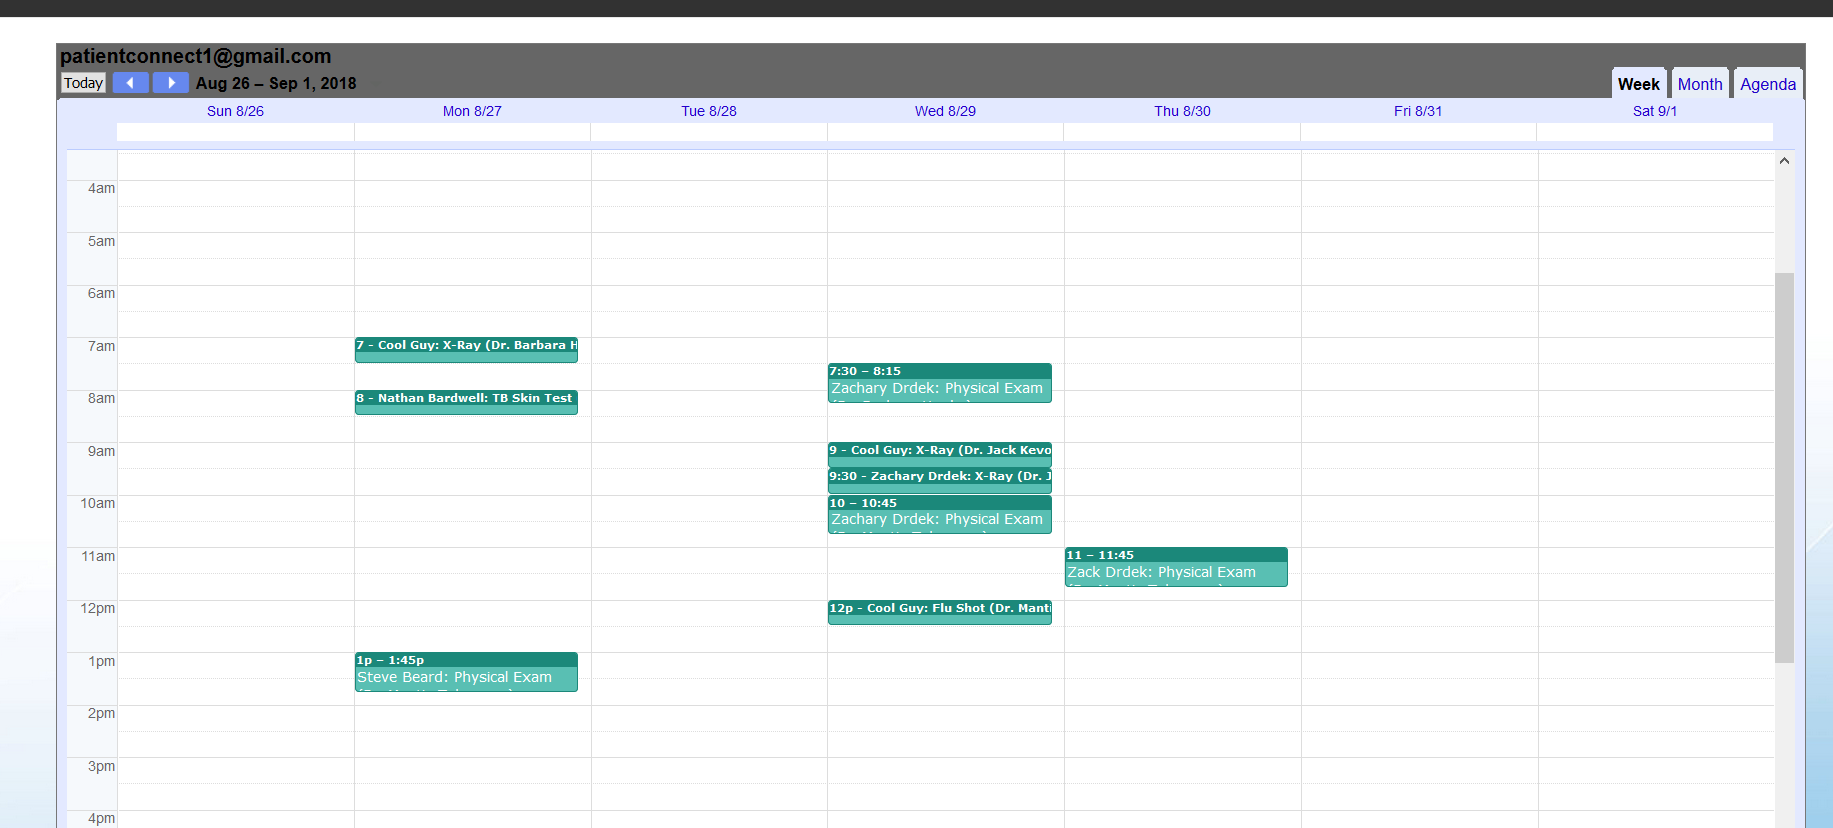 patientconnect1@gmail.com
Today
Aug 26 – Sep 1, 2018
Week
Month
Agenda
Sun 8/26
Mon 8/27
Tue 8/28
Wed 8/29
Thu 8/30
Fri 8/31
Sat 9/1
4am
5am
6am
7am
7 - Cool Guy: X-Ray (Dr. Barbara H
7:30 – 8:15
Zachary Drdek: Physical Exam
8am
8 - Nathan Bardwell: TB Skin Test
9am
9 - Cool Guy: X-Ray (Dr. Jack Kevo
9:30 - Zachary Drdek: X-Ray (Dr. J
10am
10 – 10:45
Zachary Drdek: Physical Exam
11am
11 – 11:45
Zack Drdek: Physical Exam
12pm
12p - Cool Guy: Flu Shot (Dr. Manti
1pm
1p – 1:45p
Steve Beard: Physical Exam
2pm
3pm
4pm